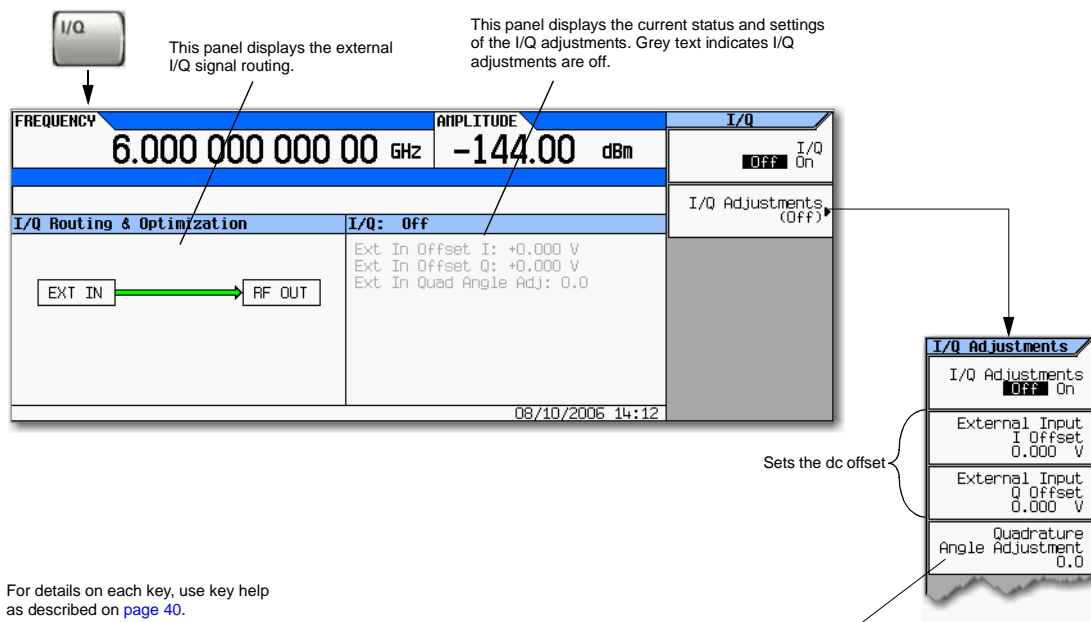 I/Q
This panel displays the external
I/Q signal routing.
This panel displays the current status and settings
of the I/Q adjustments. Grey text indicates I/Q
adjustments are off.
FREQUENCY
6.000 000 000 00 GHz
AMPLITUDE
-144.00 dBm
I/Q
I/Q
Off On
I/Q Adjustments
(Off)
I/Q Routing & Optimization
I/Q: Off
EXT IN
RF OUT
Ext In Offset I: +0.000 V
Ext In Offset Q: +0.000 V
Ext In Quad Angle Adj: 0.0
08/10/2006 14:12
I/Q Adjustments
I/Q Adjustments
Off On
External Input
I Offset
0.000 V
External Input
Q Offset
0.000 V
Quadrature
Angle Adjustment
0.0
Sets the dc offset
For details on each key, use key help
as described on page 40.